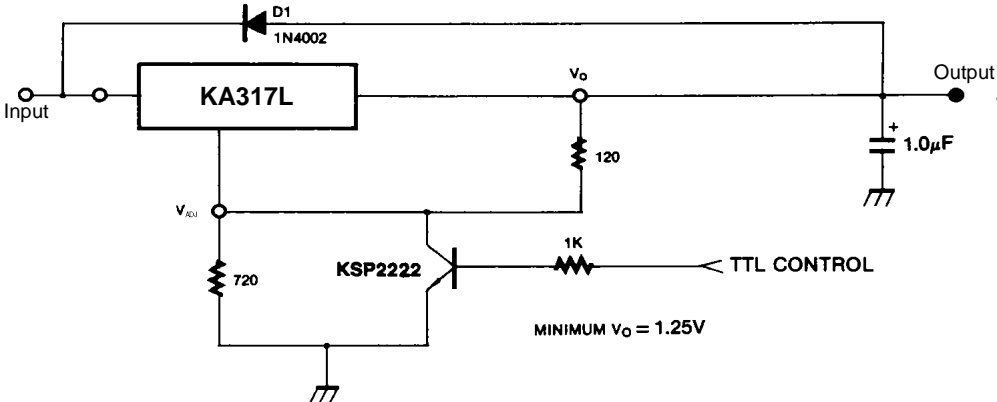 D1
1N4002
Input
KA317L
Vo
Output
120
+
1.0μF
VADJ
720
KSP2222
1K
TTL CONTROL
MINIMUM Vo = 1.25V